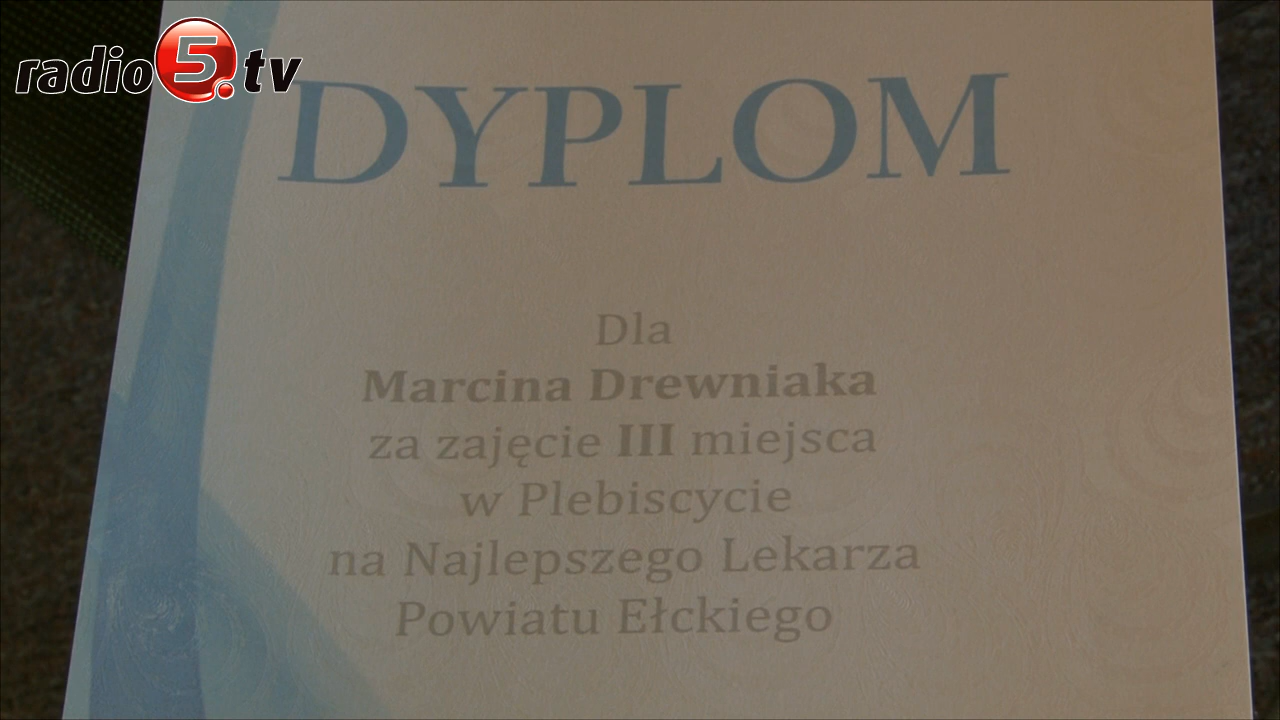 radio5.tv
DYPLOM
Dla
Marcina Drewniaka
za zajęcie III miejsca
w Plebiscycie
na Najlepszego Lekarza
Powiatu Ełckiego